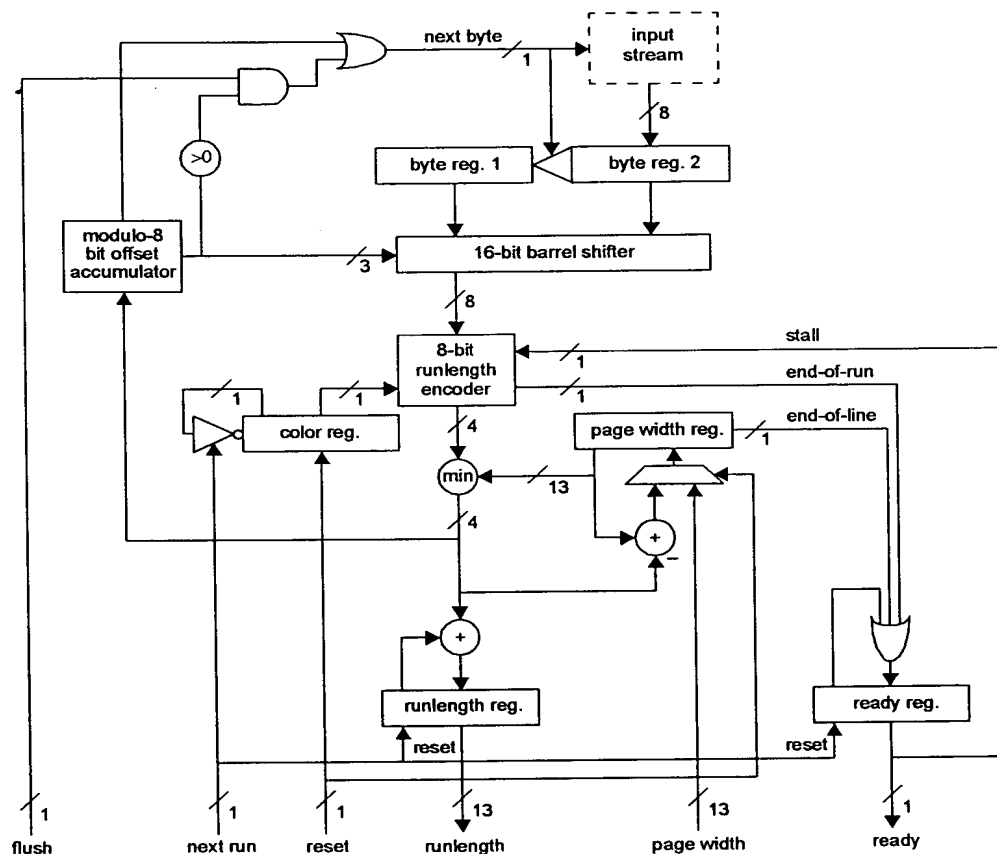 next byte
1
input
stream
8
>0
byte reg. 1
byte reg. 2
modulo-8
bit offset
accumulator
3
16-bit barrel shifter
8
8-bit
runlength
encoder
stall
1
end-of-run
1
1
1
color reg.
4
page width reg.
end-of-line
1
min
13
4
+
−
+
runlength reg.
ready reg.
reset
reset
1
1
1
13
13
1
flush
next run
reset
runlength
page width
ready